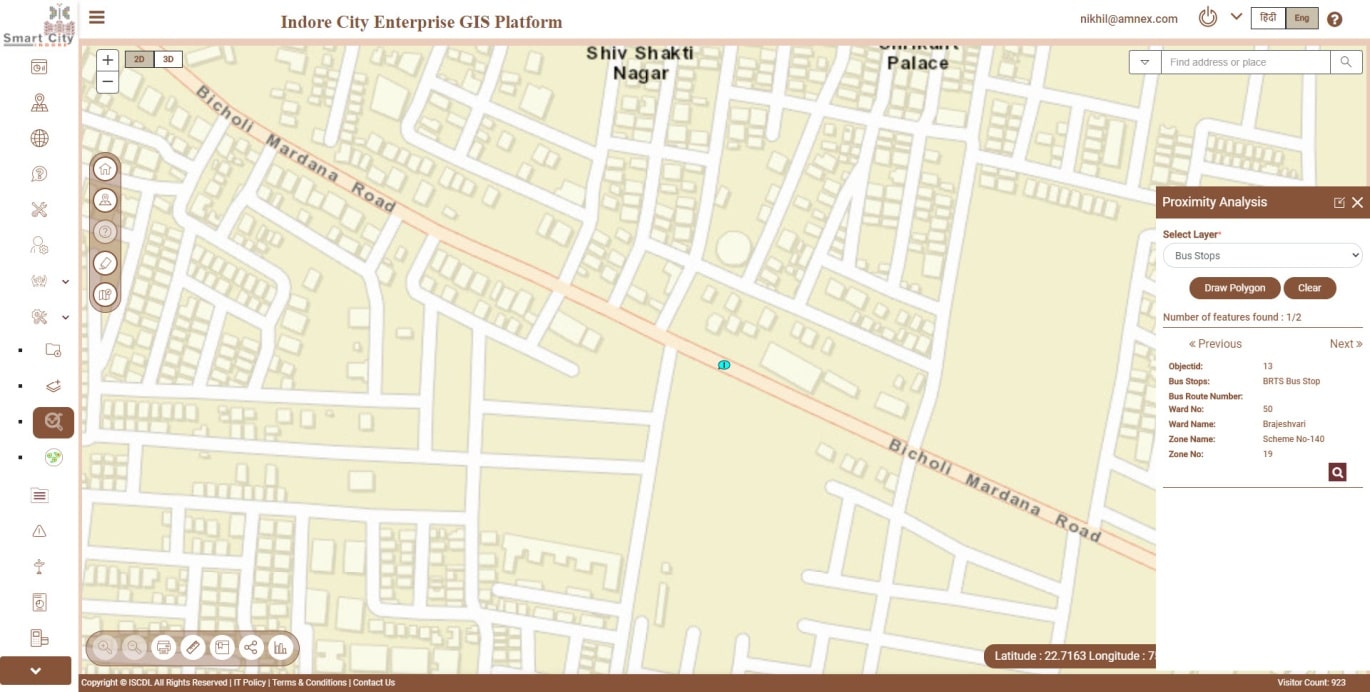 Smart City
INDORE
Indore City Enterprise GIS Platform
nikhil@amnex.com
हिंदी
Eng
2D
3D
Find address or place
Shiv Shakti
Nagar
Palace
Bicholi Mardana Road
Bicholi Mardana Road
Proximity Analysis
Select Layer*
Bus Stops
Draw Polygon
Clear
Number of features found : 1/2
« Previous
Next »
Objectid: 13
Bus Stops: BRTS Bus Stop
Bus Route Number:
Ward No: 50
Ward Name: Brajeshvari
Zone Name: Scheme No-140
Zone No: 19
Latitude : 22.7163 Longitude :
Copyright © ISCDL All Rights Reserved | IT Policy | Terms & Conditions | Contact Us
Visitor Count: 923